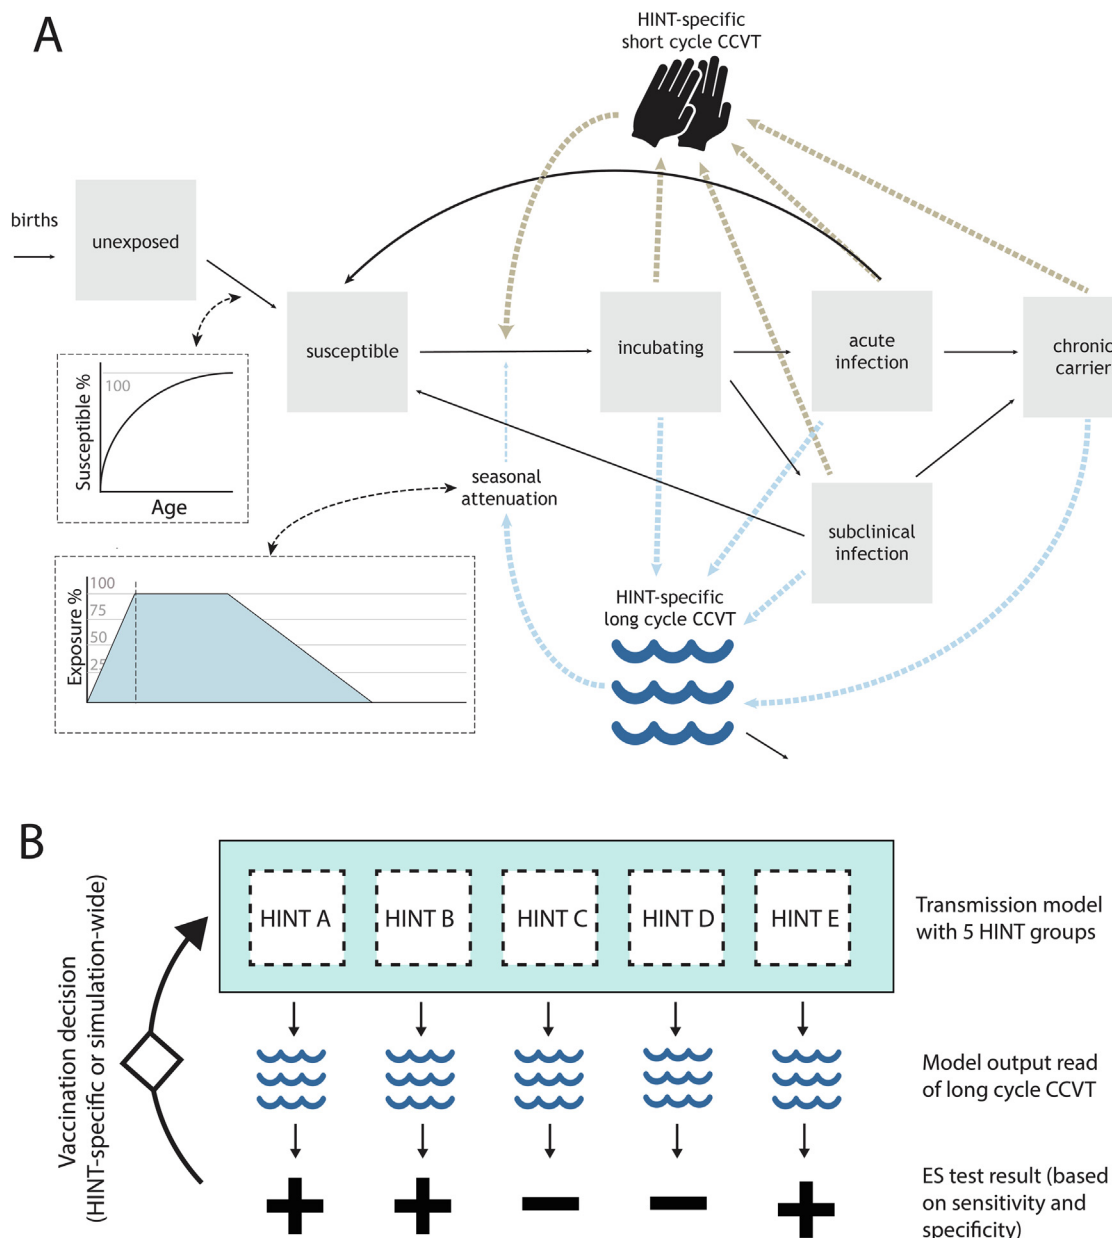 A
HINT-specific
short cycle CCVT
births
unexposed
susceptible
incubating
acute
infection
chronic
carrier
Susceptible %
100
Age
seasonal
attenuation
subclinical
infection
HINT-specific
long cycle CCVT
Exposure %
100
75
50
25
B
Vaccination decision
(HINT-specific or simulation-wide)
HINT A
HINT B
HINT C
HINT D
HINT E
Transmission model
with 5 HINT groups
Model output read
of long cycle CCVT
ES test result (based
on sensitivity and
specificity)